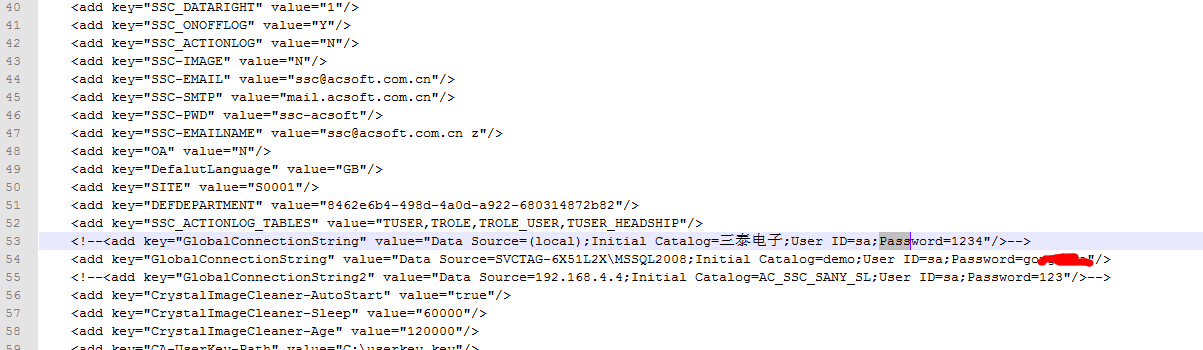 40 <add key="SSC_DATARIGHT" value="1"/>
41 <add key="SSC_ONOFFLOG" value="Y"/>
42 <add key="SSC_ACTIONLOG" value="N"/>
43 <add key="SSC-IMAGE" value="N"/>
44 <add key="SSC-EMAIL" value="ssc@acsoft.com.cn"/>
45 <add key="SSC-SMTP" value="mail.acsoft.com.cn"/>
46 <add key="SSC-PWD" value="ssc-acsoft"/>
47 <add key="SSC-EMAILNAME" value="ssc@acsoft.com.cn z"/>
48 <add key="OA" value="N"/>
49 <add key="DefalutLanguage" value="GB"/>
50 <add key="SITE" value="S0001"/>
51 <add key="DEFDEPARTMENT" value="8462e6b4-498d-4a0d-a922-680314872b82"/>
52 <add key="SSC_ACTIONLOG_TABLES" value="TUSER,TROLE,TROLE_USER,TUSER_HEADSHIP"/>
53 <!--<add key="GlobalConnectionString" value="Data Source=(local);Initial Catalog=三泰电子;User ID=sa;Password=1234"/>-->
54 <add key="GlobalConnectionString" value="Data Source=SVCTAG-6X51L2X\MSSQL2008;Initial Catalog=demo;User ID=sa;Password="/>
55 <!--<add key="GlobalConnectionString2" value="Data Source=192.168.4.4;Initial Catalog=AC_SSC_SANY_SL;User ID=sa;Password=123"/>-->
56 <add key="CrystalImageCleaner-AutoStart" value="true"/>
57 <add key="CrystalImageCleaner-Sleep" value="60000"/>
58 <add key="CrystalImageCleaner-Age" value="120000"/>
59 <add key="CA-UserKey-Path" value="C:\userkey.key"/>